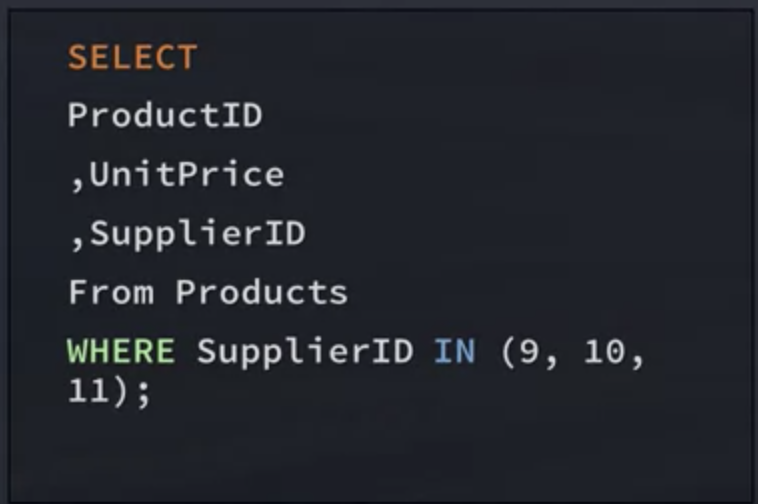 SELECT
ProductID
,UnitPrice
,SupplierID
From Products
WHERE SupplierID IN (9, 10,
11);